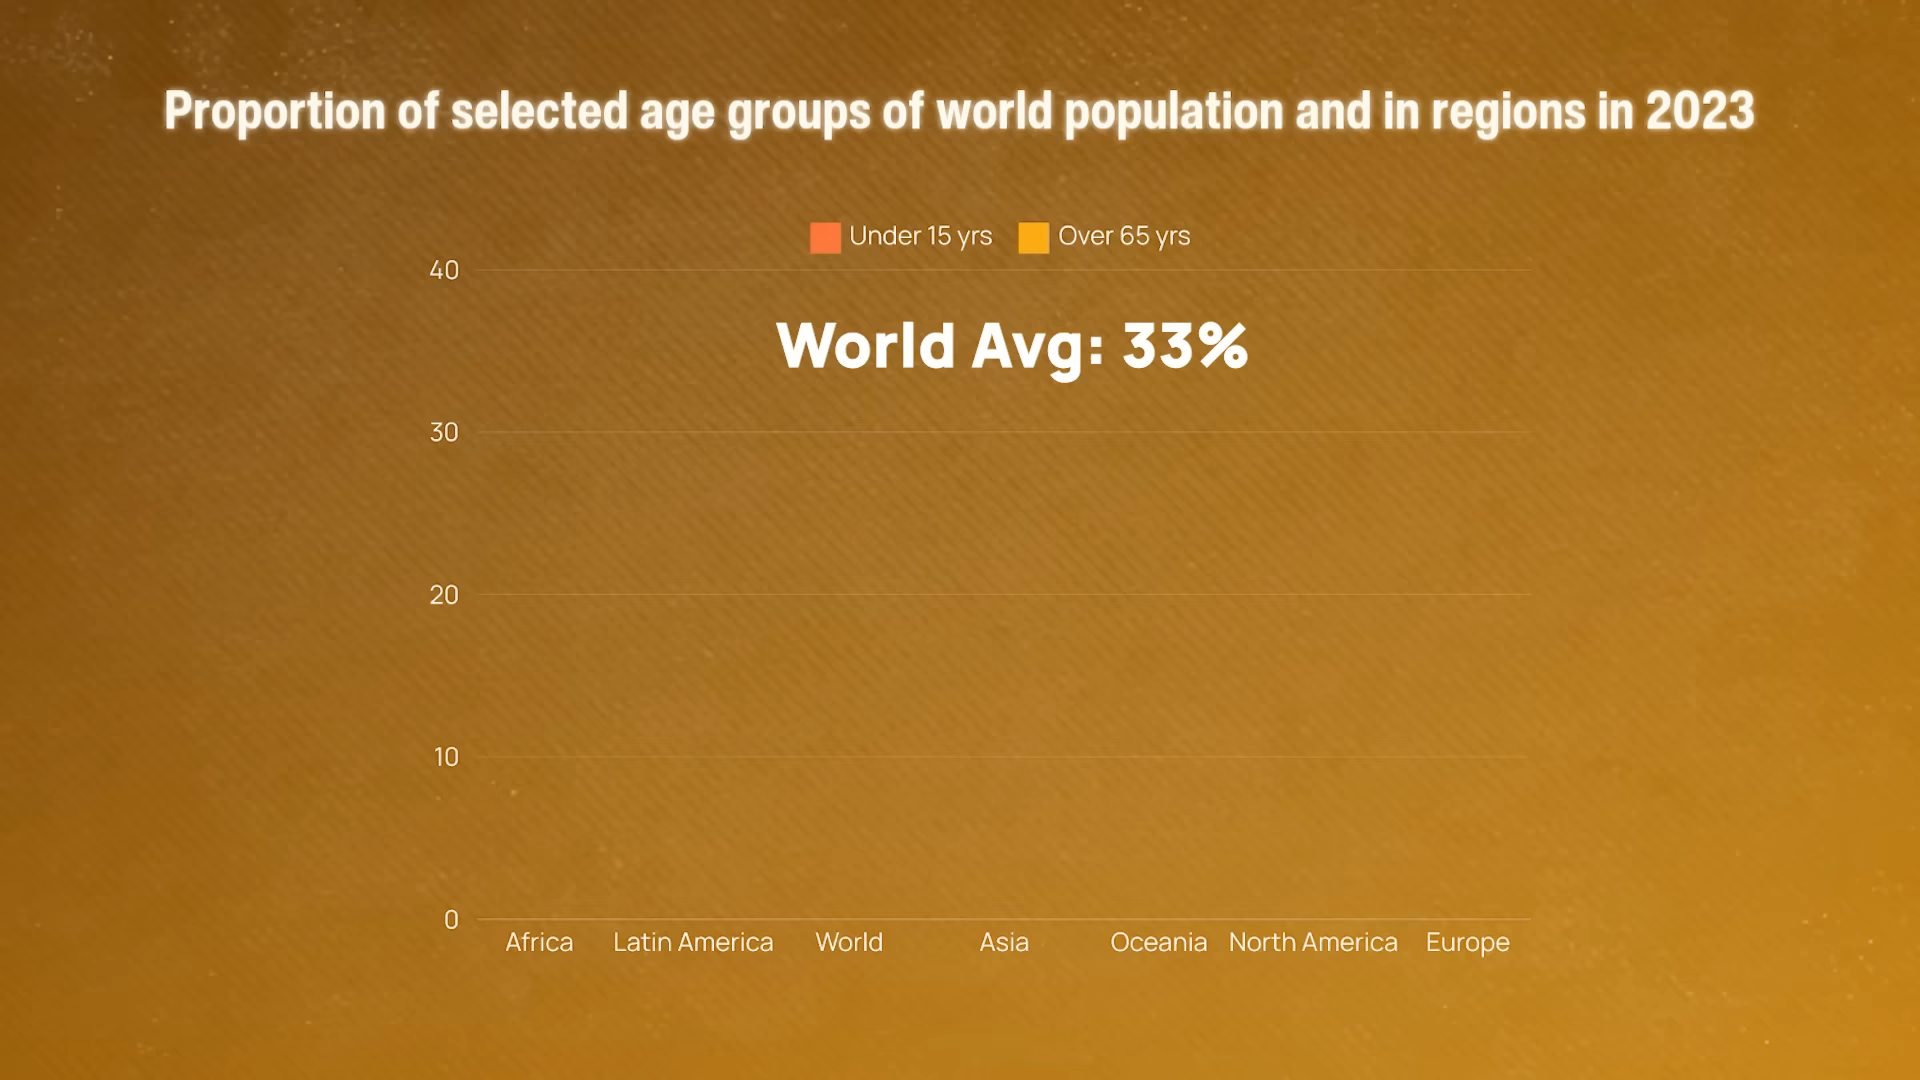 Proportion of selected age groups of world population and in regions in 2023
Under 15 yrs Over 65 yrs
40
World Avg: 33%
30
20
10
0
Africa Latin America World Asia Oceania North America Europe